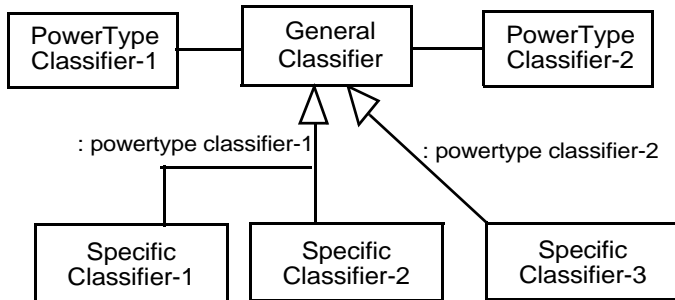 PowerType
Classifier-1
General
Classifier
PowerType
Classifier-2
: powertype classifier-1
: powertype classifier-2
Specific
Classifier-1
Specific
Classifier-2
Specific
Classifier-3